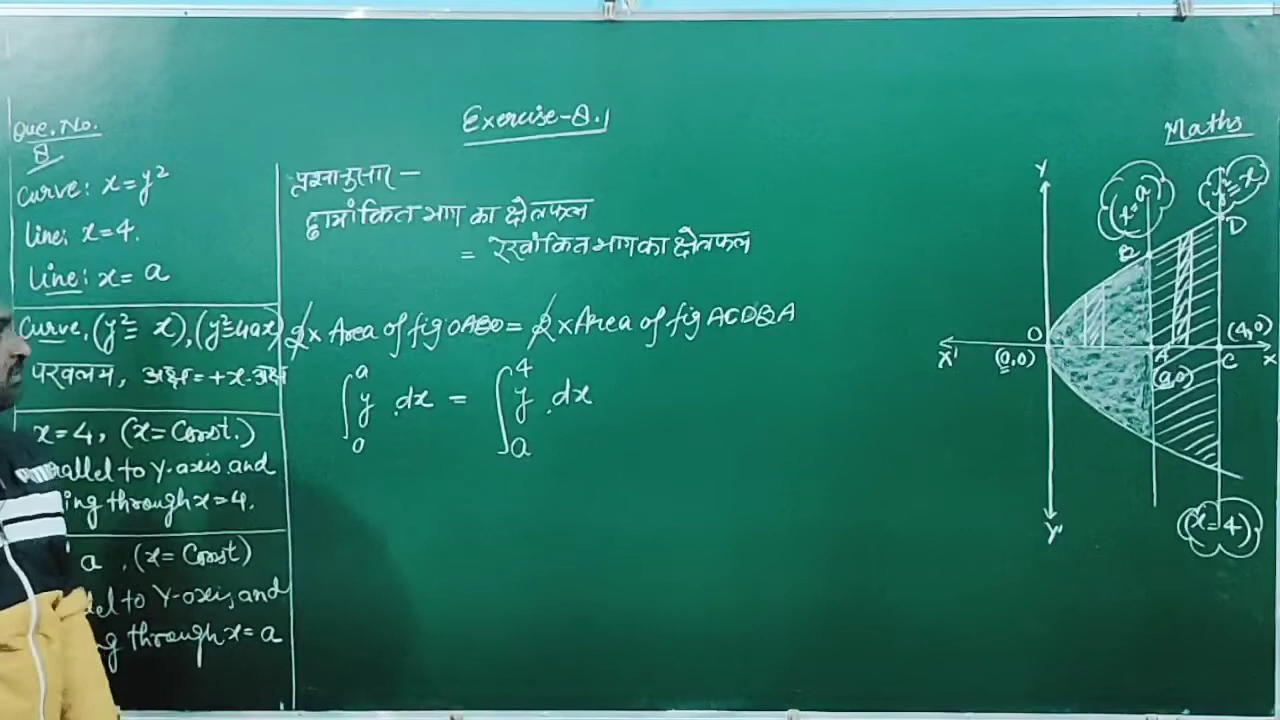 Exercise-8.1
Maths
Que. No.
8
Curve: x=y²
Line: x=4.
Line: x=a
Curve, (y²=x), (y²=4ax)
परवलय, अक्ष=+x-अक्ष
x=4, (x=Const.)
rallel to Y-axis and
ing through x=4.
a, (x=Const)
lel to Y-axis, and
g through x=a
प्रश्नानुसार –
छायांकित भाग का क्षेत्रफल
= रेखांकित भाग का क्षेत्रफल
2× Area of fig OABO = 2× Area of fig ACDBA
∫₀ᵃ y.dx = ∫ₐ⁴ y.dx
Y
x=a
y²=x
D
B
O
(4,0)
X'
(0,0)
A
(a,0)
C
X
Y'
(x=4)